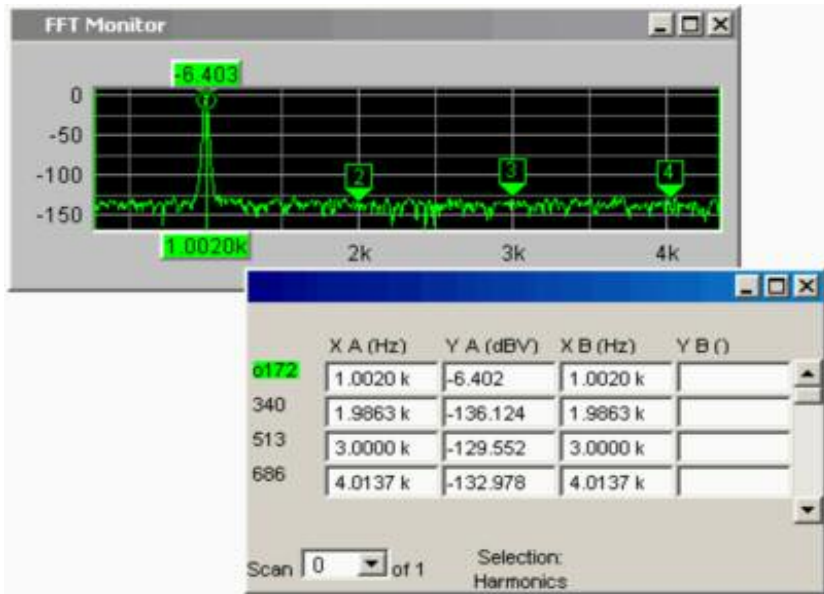 FFT Monitor
-6.403
0
-50
-100
-150
2
3
4
1.0020k
2k
3k
4k
X A (Hz) Y A (dBV) X B (Hz) Y B ()
o172 1.0020 k -6.402 1.0020 k
340 1.9863 k -136.124 1.9863 k
513 3.0000 k -129.552 3.0000 k
686 4.0137 k -132.978 4.0137 k
Scan 0 of 1
Selection:
Harmonics